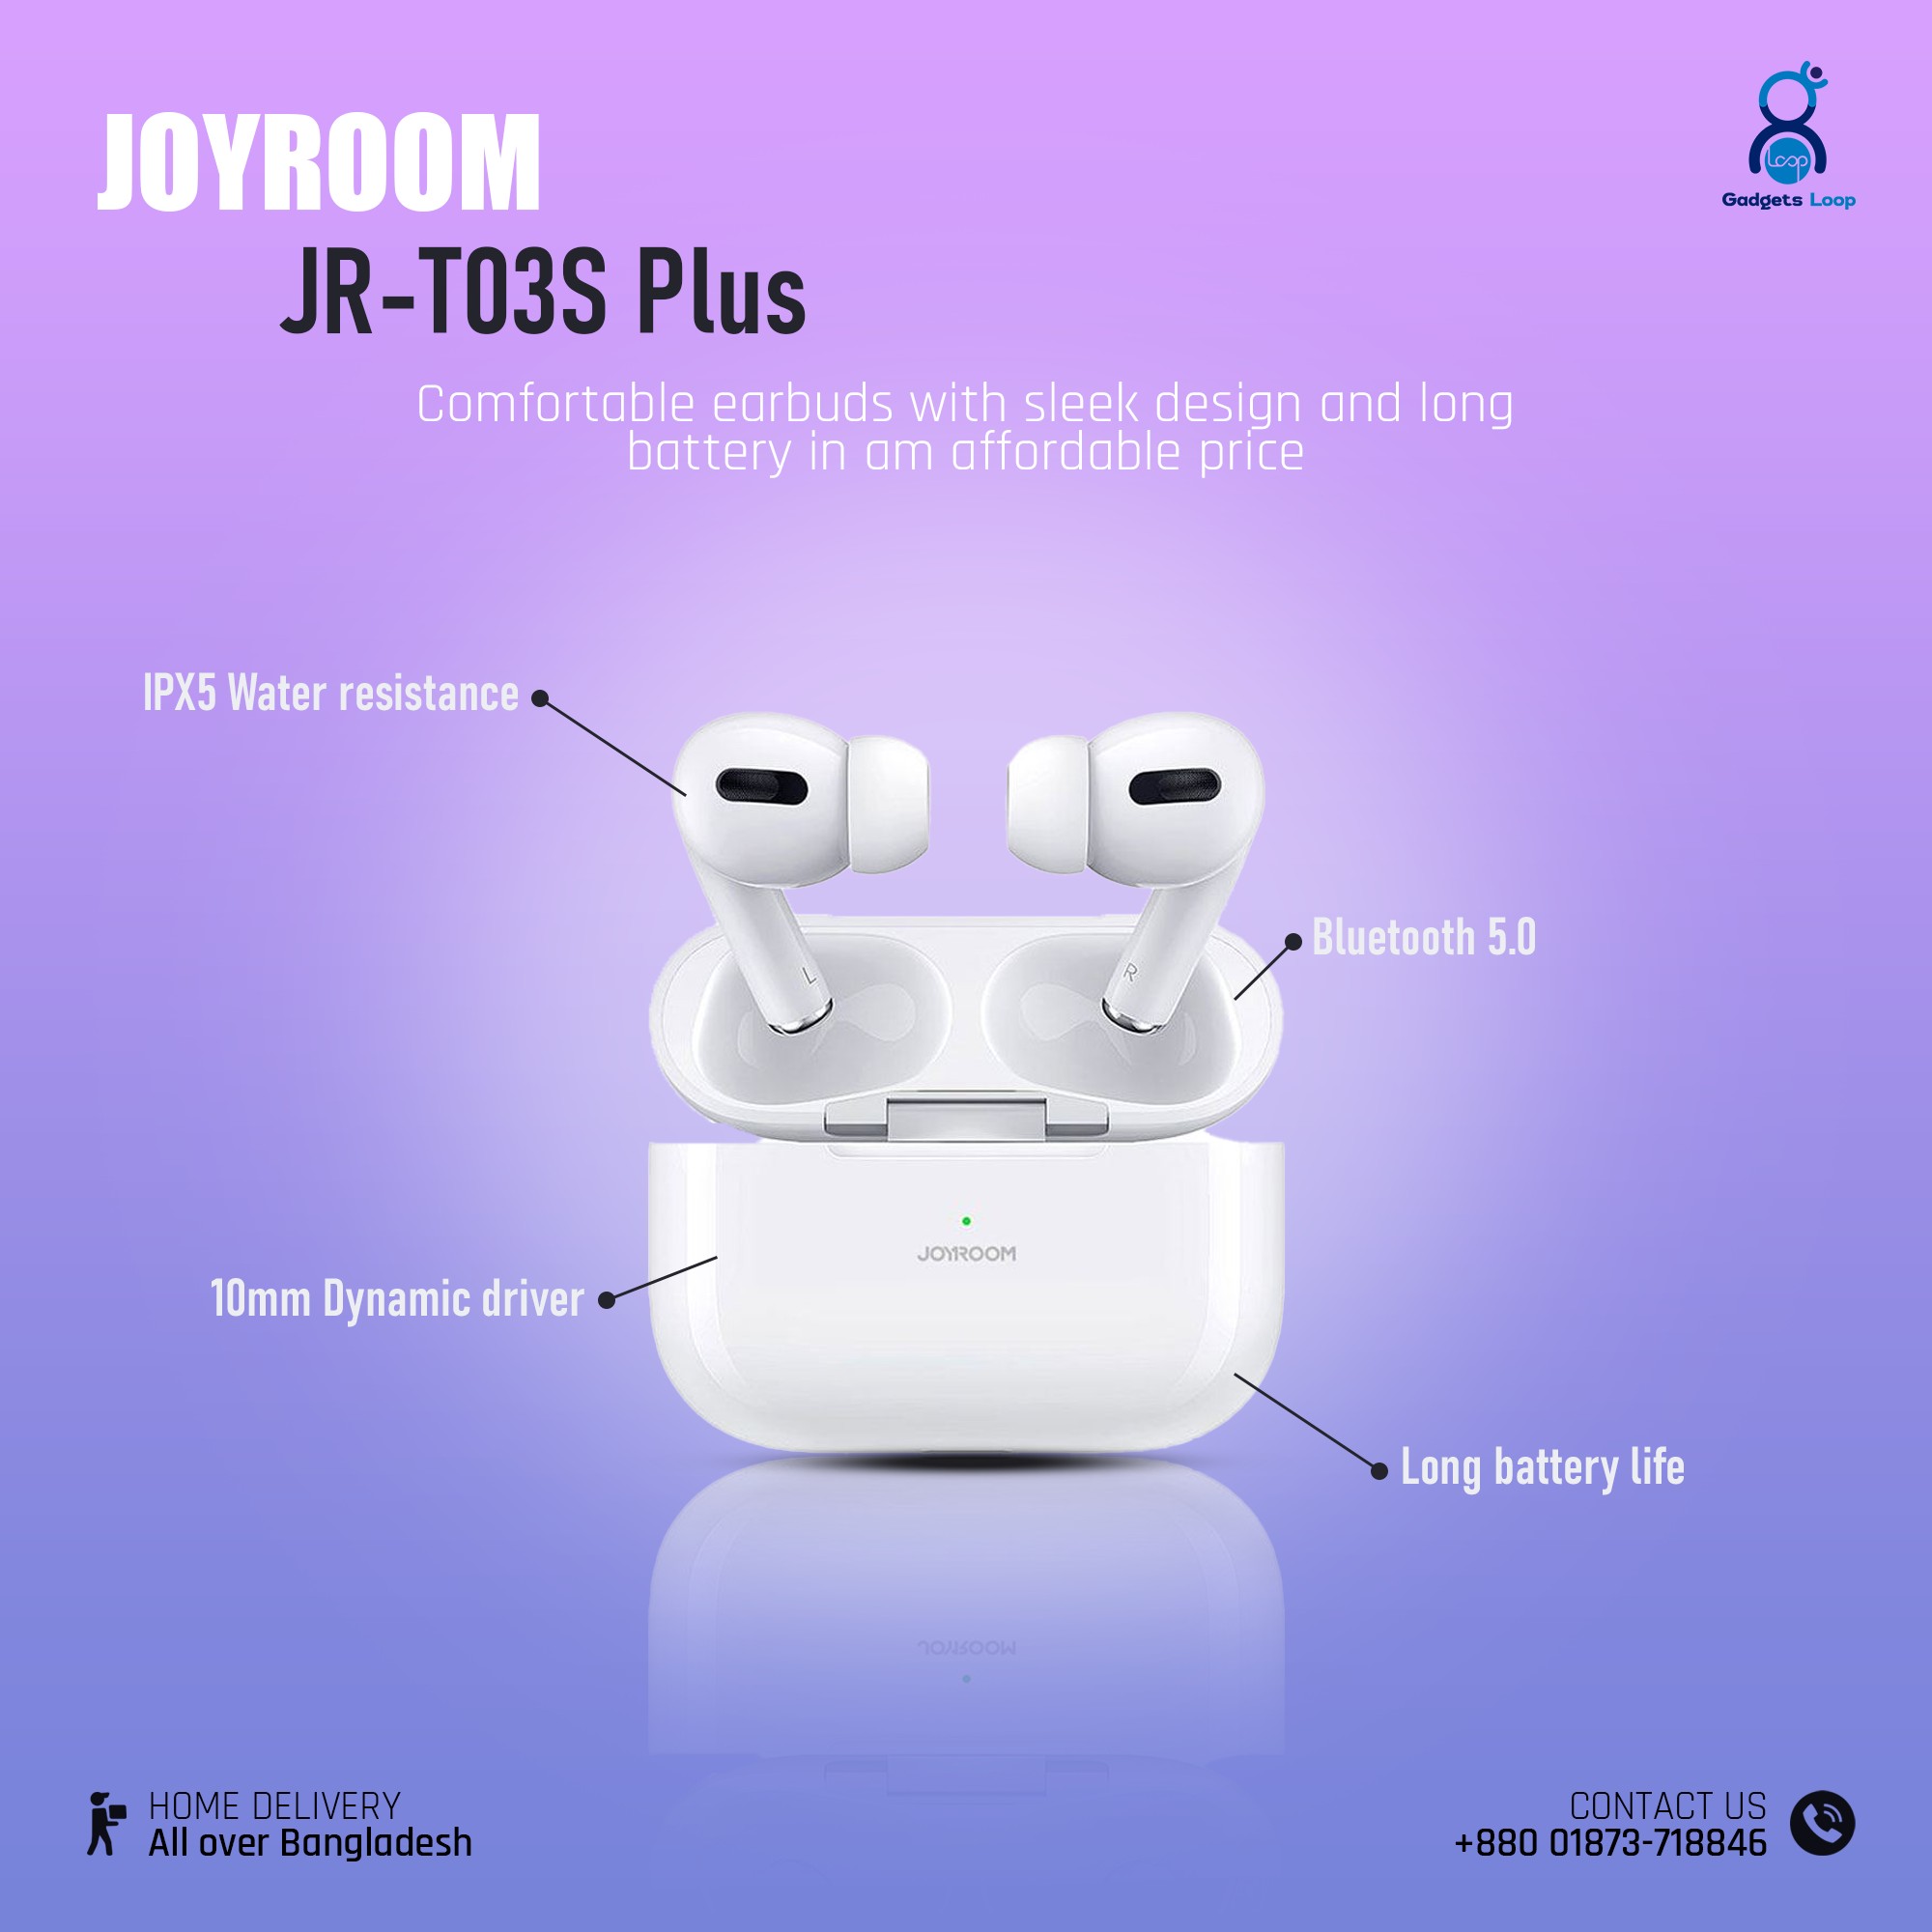 JOYROOM
Loop
Gadgets Loop
JR-T03S Plus
Comfortable earbuds with sleek design and long
battery in am affordable price
IPX5 Water resistance
Bluetooth 5.0
L
R
JOYROOM
10mm Dynamic driver
Long battery life
JOYROOM
HOME DELIVERY
All over Bangladesh
CONTACT US
+880 01873-718846